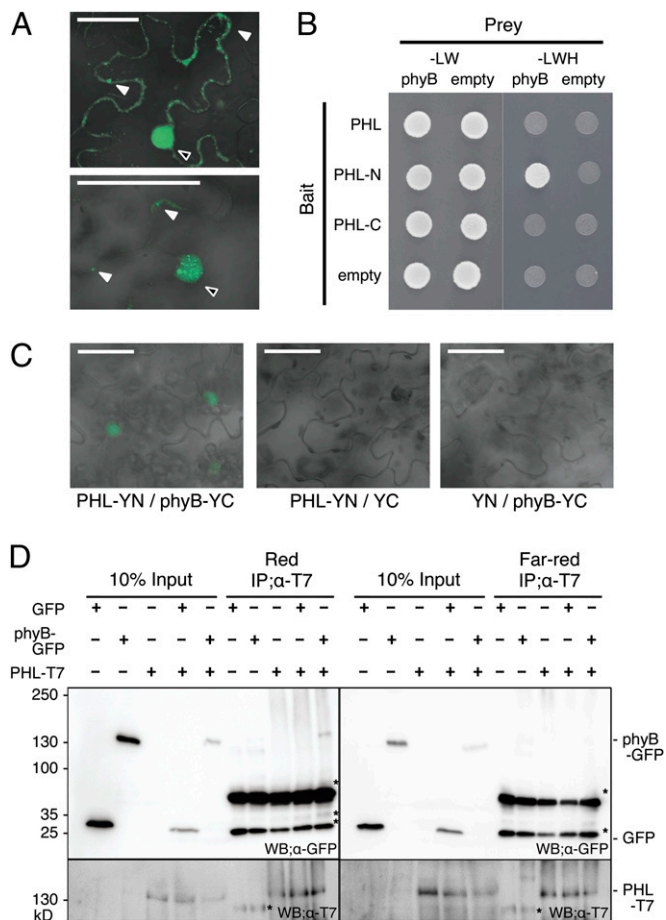 A
B
Prey
-LW
-LWH
phyB empty phyB empty
Bait
PHL
PHL-N
PHL-C
empty
C
PHL-YN / phyB-YC
PHL-YN / YC
YN / phyB-YC
D
Red
Far-red
10% Input
IP;α-T7
10% Input
IP;α-T7
GFP + − − + − + − − + − + − − + − + − − + −
phyB-GFP − + − − + − + − − + − + − − + − + − − +
PHL-T7 − − + + + − − + + + − − + + + − − + + +
250
130
100
35
25
130
kD
*
*
*
*
*
*
*
WB;α-GFP
WB;α-GFP
WB;α-T7
WB;α-T7
- phyB
-GFP
- GFP
- PHL
-T7